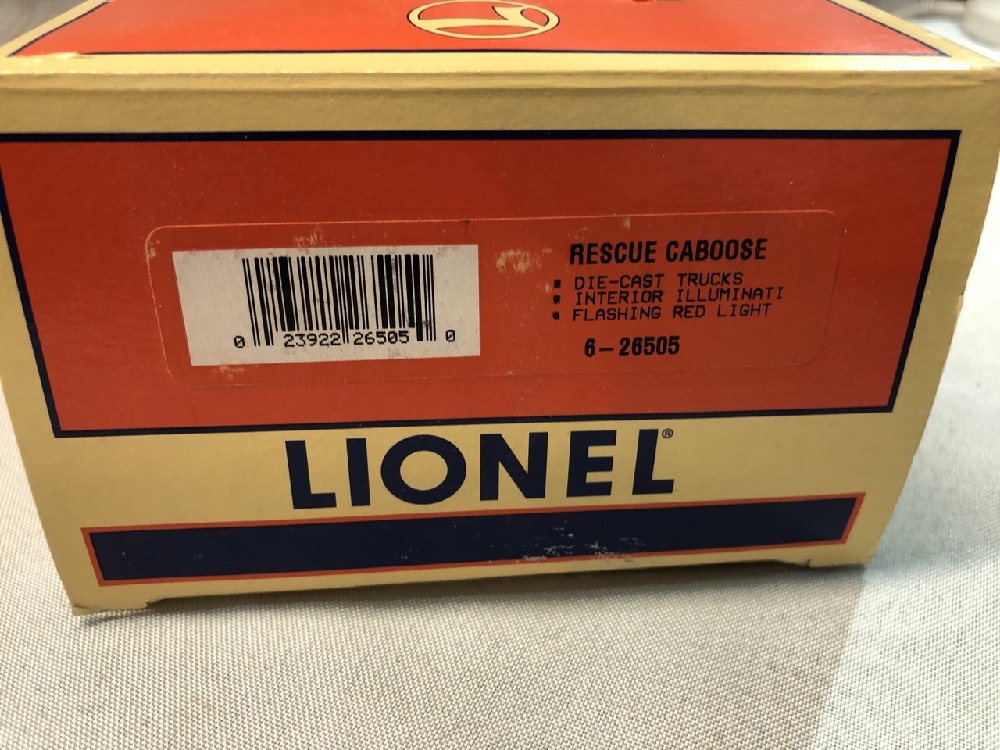 RESCUE CABOOSE
* DIE-CAST TRUCKS
* INTERIOR ILLUMINATI
* FLASHING RED LIGHT
6-26505
0 23922 26505 0
LIONEL®